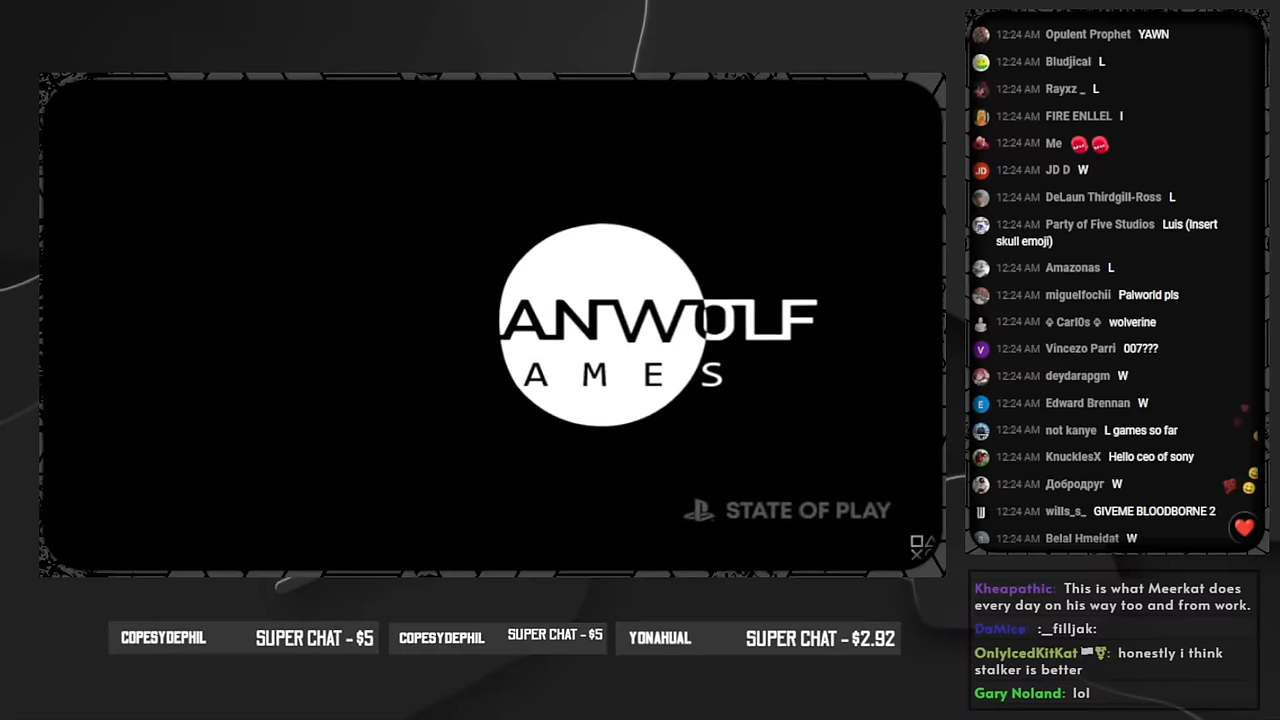 ANWOLF
AMES
STATE OF PLAY
COPESYDEPHIL SUPER CHAT - $5
COPESYDEPHIL SUPER CHAT - $5
YONAHUAL SUPER CHAT - $2.92
12:24 AM Opulent Prophet YAWN
12:24 AM Bludjical L
12:24 AM Rayxz _ L
12:24 AM FIRE ENLLEL I
12:24 AM Me
JD 12:24 AM JD D W
12:24 AM DeLaun Thirdgill-Ross L
12:24 AM Party of Five Studios Luis (Insert
skull emoji)
12:24 AM Amazonas L
12:24 AM miguelfochii Palworld pls
12:24 AM Carl0s wolverine
V 12:24 AM Vincezo Parri 007???
12:24 AM deydarapgm W
E 12:24 AM Edward Brennan W
12:24 AM not kanye L games so far
12:24 AM KnucklesX Hello ceo of sony
12:24 AM Добродруг W
12:24 AM wills_s_ GIVEME BLOODBORNE 2
12:24 AM Belal Hmeidat W
Kheapathic: This is what Meerkat does
every day on his way too and from work.
DaMice: :_filljak:
OnlyIcedKitKat: honestly i think
stalker is better
Gary Noland: lol